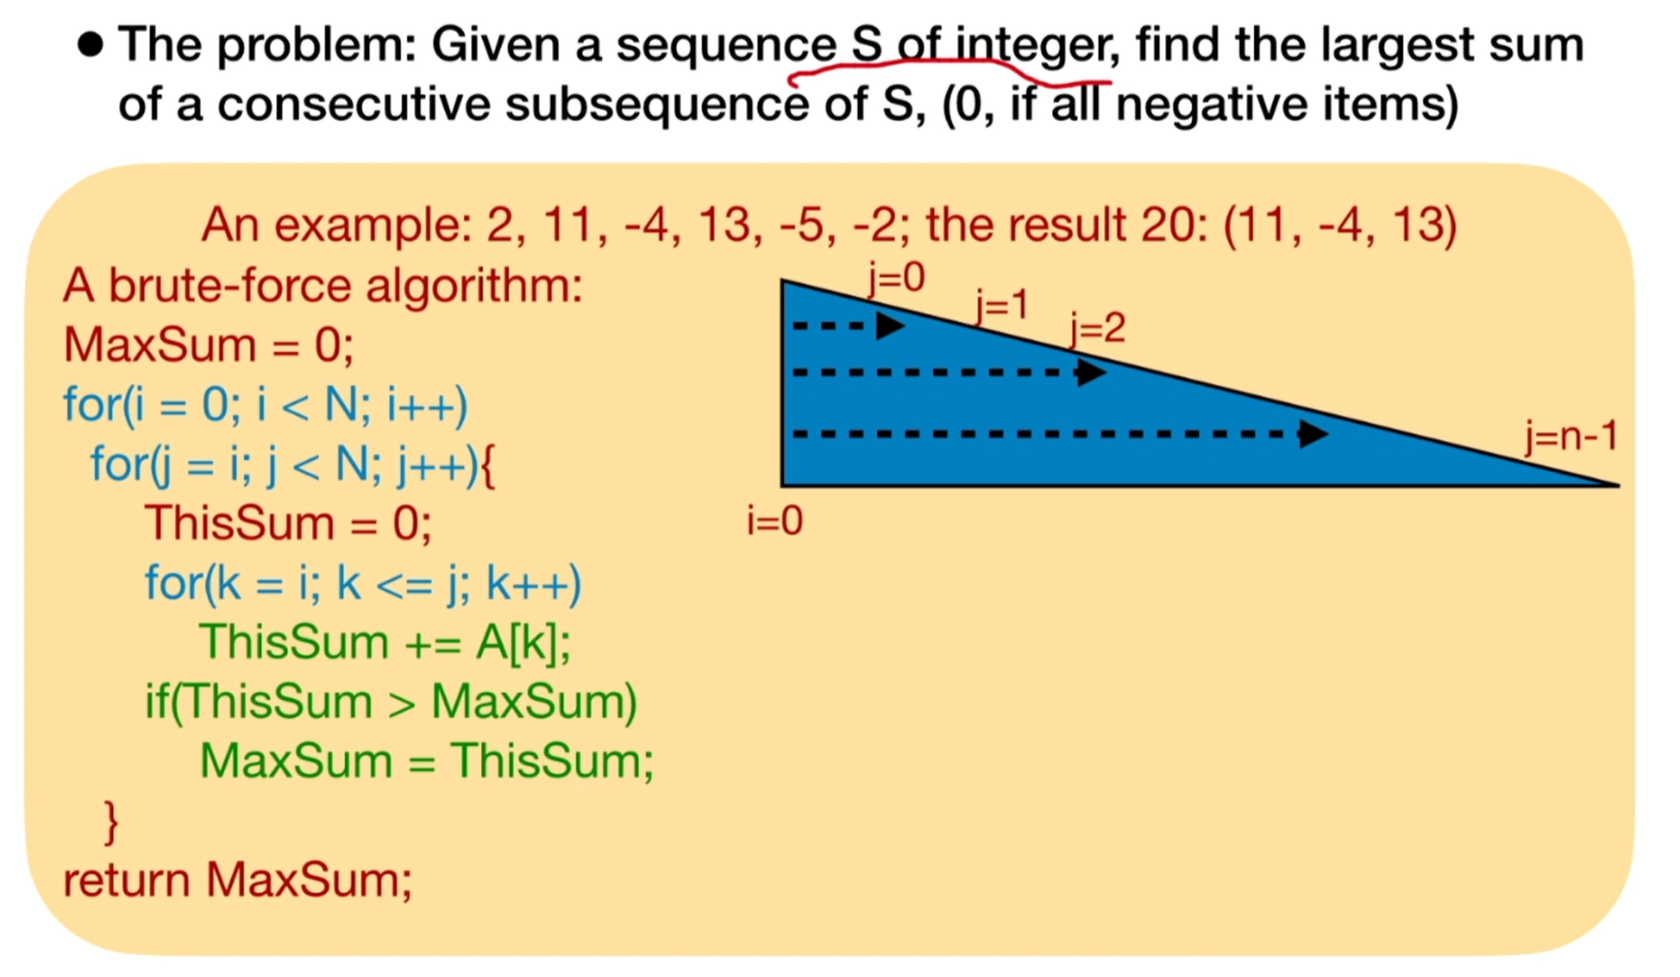 ● The problem: Given a sequence S of integer, find the largest sum
of a consecutive subsequence of S, (0, if all negative items)
An example: 2, 11, -4, 13, -5, -2; the result 20: (11, -4, 13)
A brute-force algorithm:
MaxSum = 0;
for(i = 0; i < N; i++)
for(j = i; j < N; j++){
ThisSum = 0;
for(k = i; k <= j; k++)
ThisSum += A[k];
if(ThisSum > MaxSum)
MaxSum = ThisSum;
}
return MaxSum;
j=0
j=1
j=2
j=n-1
i=0